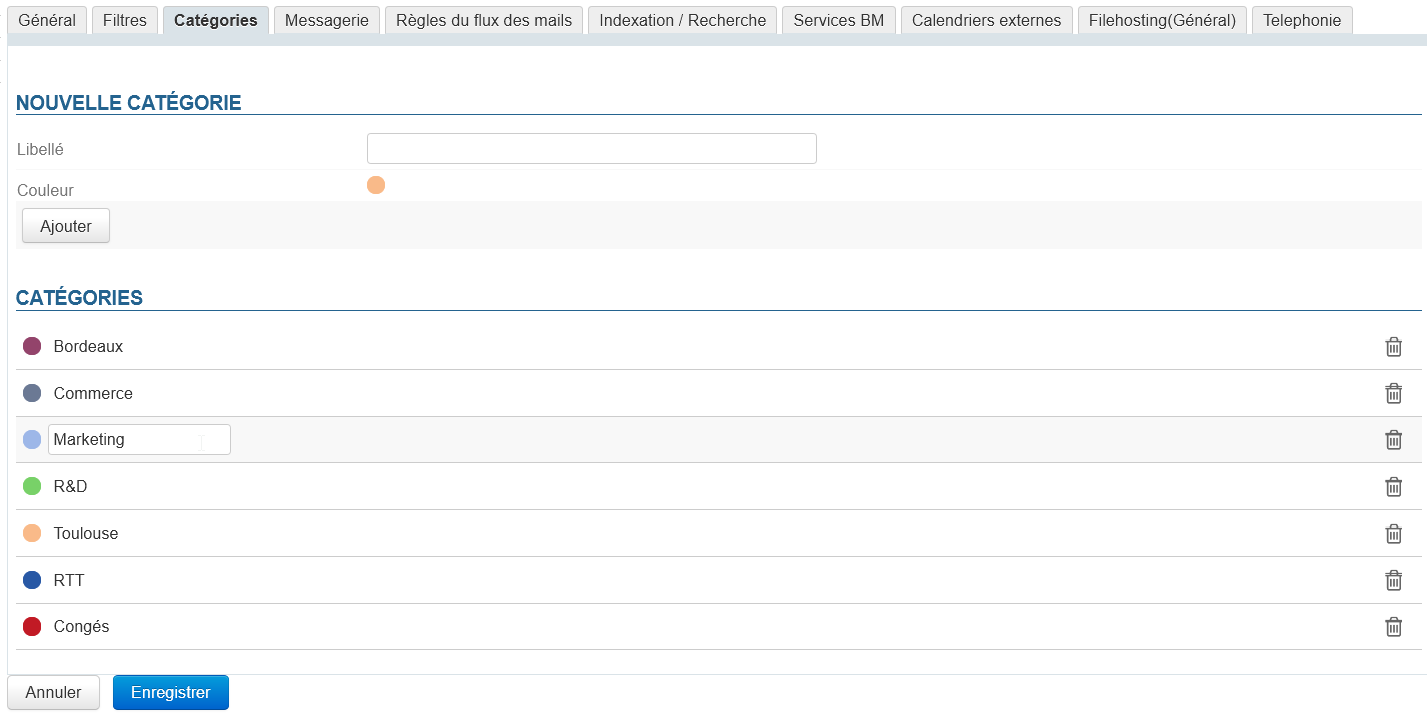 Général Filtres Catégories Messagerie Règles du flux des mails Indexation / Recherche Services BM Calendriers externes Filehosting(Général) Telephonie
NOUVELLE CATÉGORIE
Libellé
Couleur
Ajouter
CATÉGORIES
Bordeaux
Commerce
Marketing
R&D
Toulouse
RTT
Congés
Annuler Enregistrer